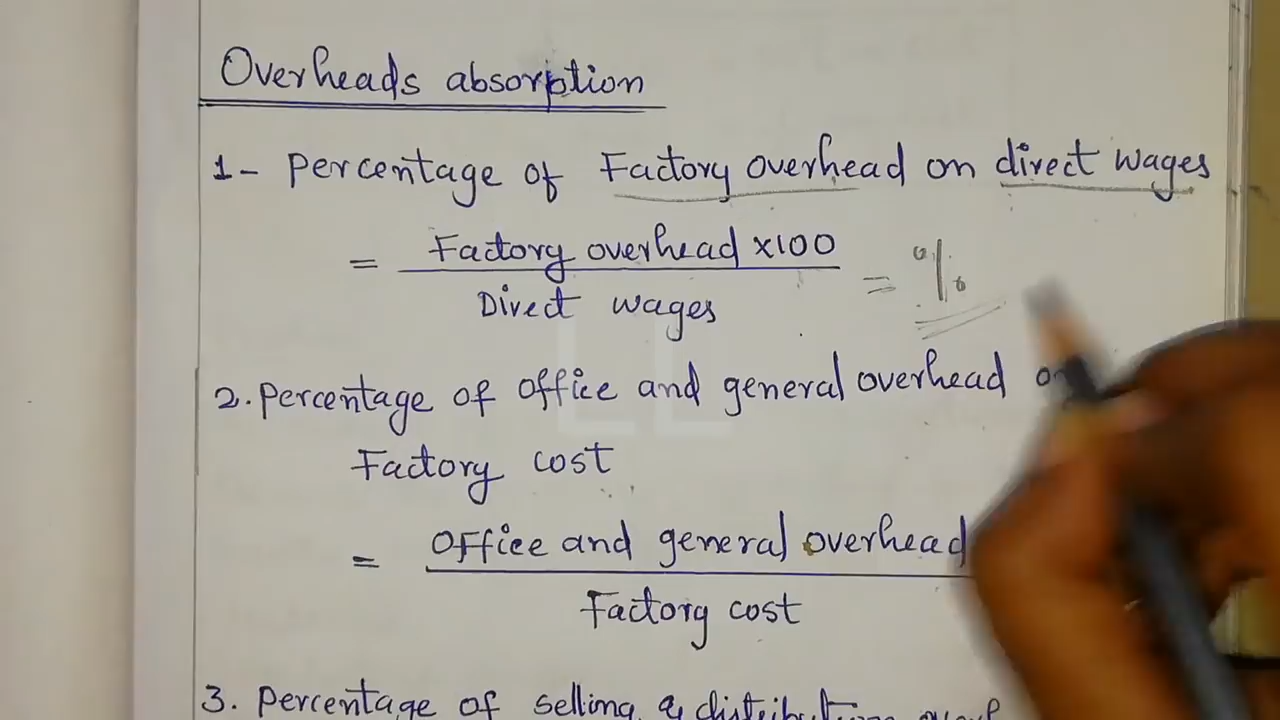 Overheads absorption
1- Percentage of Factory overhead on direct wages
= Factory overhead x100
Direct wages
= %
2. Percentage of office and general overhead
Factory cost
= Office and general overhead
Factory cost
3. Percentage of selling & distribution